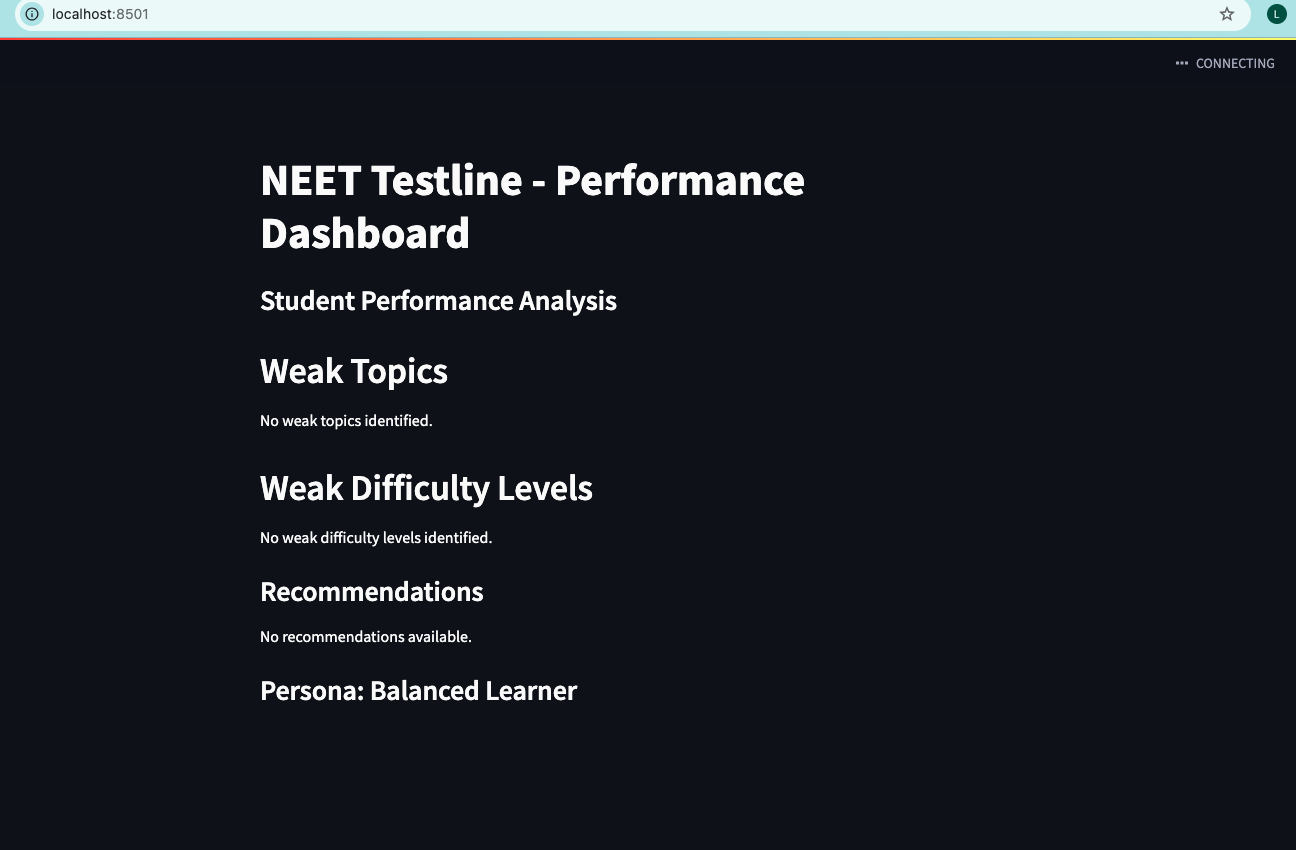 localhost:8501
L
CONNECTING
NEET Testline - Performance
Dashboard
Student Performance Analysis
Weak Topics
No weak topics identified.
Weak Difficulty Levels
No weak difficulty levels identified.
Recommendations
No recommendations available.
Persona: Balanced Learner